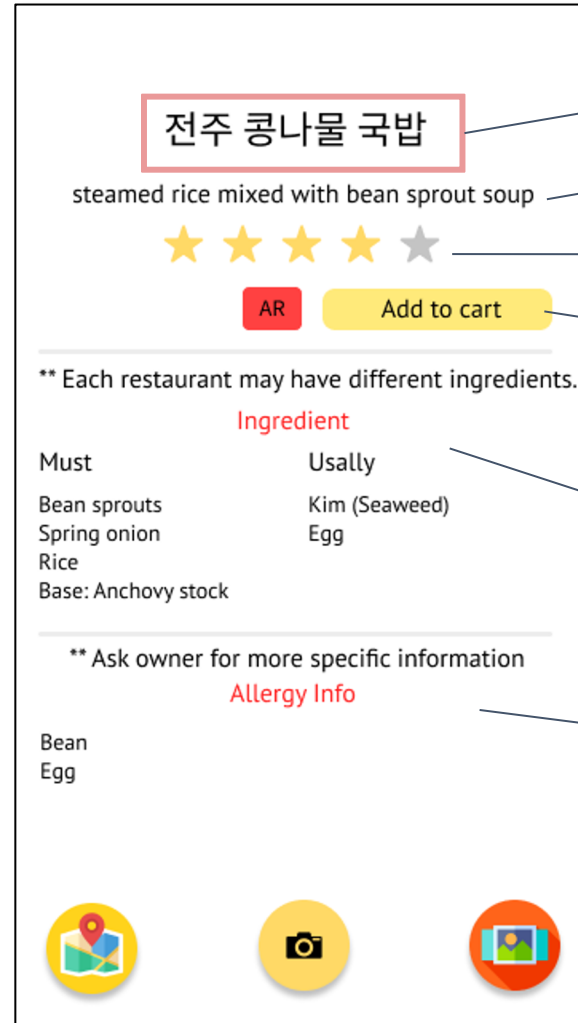 전주 콩나물 국밥
steamed rice mixed with bean sprout soup
AR
Add to cart
** Each restaurant may have different ingredients.
Ingredient
Must
Usally
Bean sprouts
Kim (Seaweed)
Spring onion
Egg
Rice
Base: Anchovy stock
** Ask owner for more specific information
Allergy Info
Bean
Egg